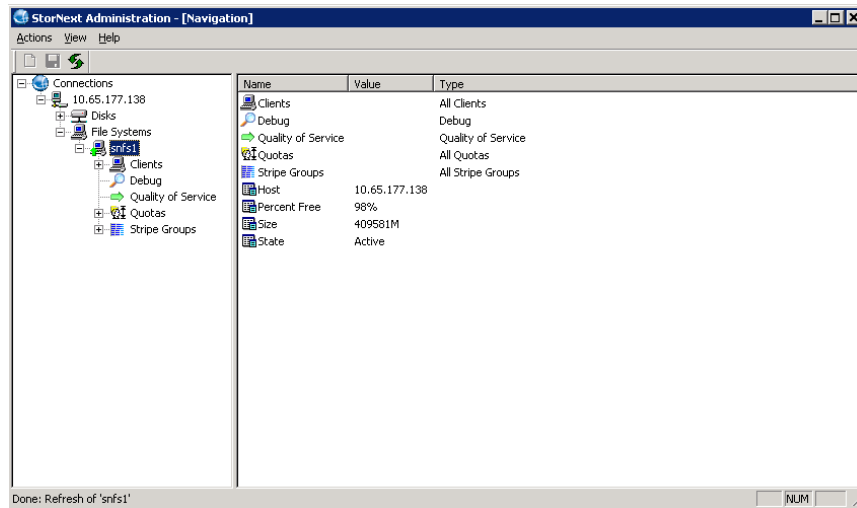 StorNext Administration - [Navigation]
Actions View Help
Connections
10.65.177.138
Disks
File Systems
snfs1
Clients
Debug
Quality of Service
Quotas
Stripe Groups
Name Value Type
Clients All Clients
Debug Debug
Quality of Service Quality of Service
Quotas All Quotas
Stripe Groups All Stripe Groups
Host 10.65.177.138
Percent Free 98%
Size 409581M
State Active
Done: Refresh of 'snfs1'
NUM